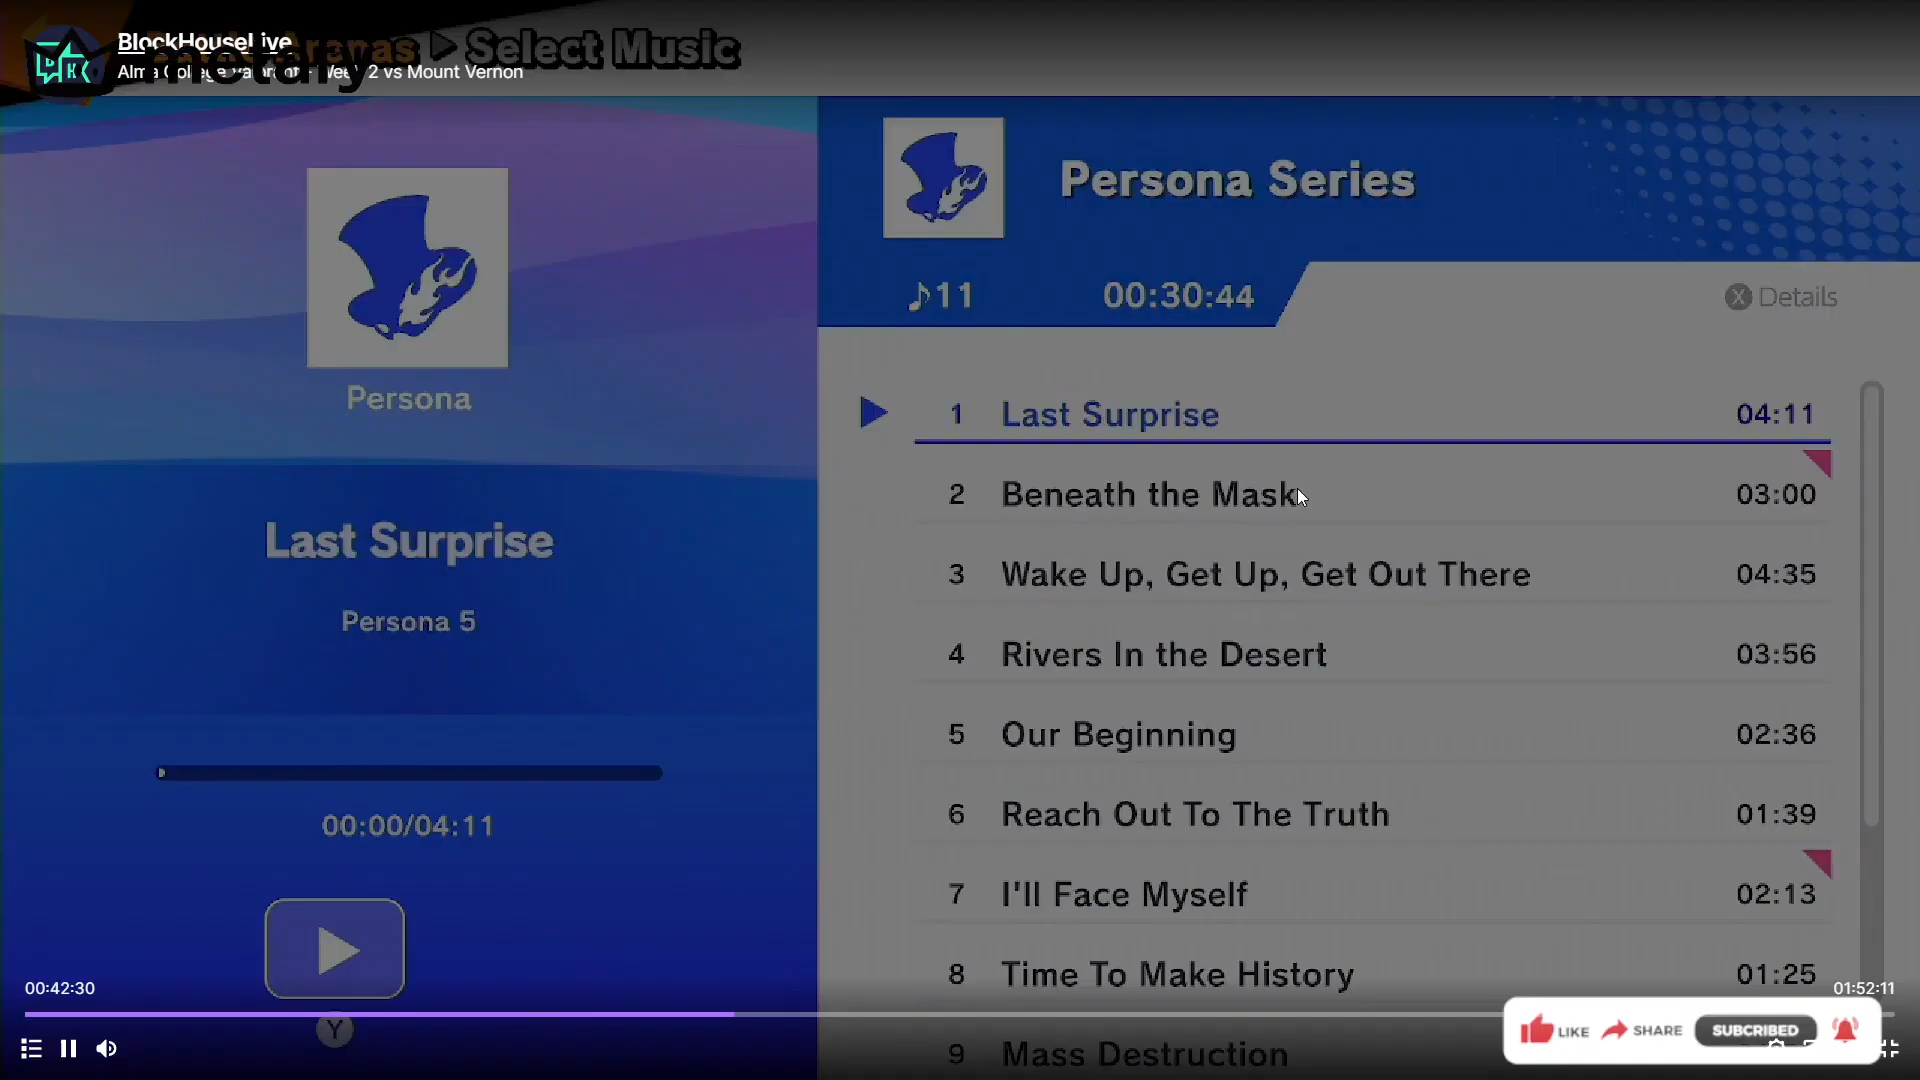 BlockHouseLive
Select Music
Week 2 vs Mount Vernon
Persona
Last Surprise
Persona 5
00:00/04:11
Y
Persona Series
♪11 00:30:44
X Details
1 Last Surprise 04:11
2 Beneath the Mask 03:00
3 Wake Up, Get Up, Get Out There 04:35
4 Rivers In the Desert 03:56
5 Our Beginning 02:36
6 Reach Out To The Truth 01:39
7 I'll Face Myself 02:13
8 Time To Make History 01:25
9 Mass Destruction
00:42:30
01:52:11
LIKE SHARE SUBCRIBED